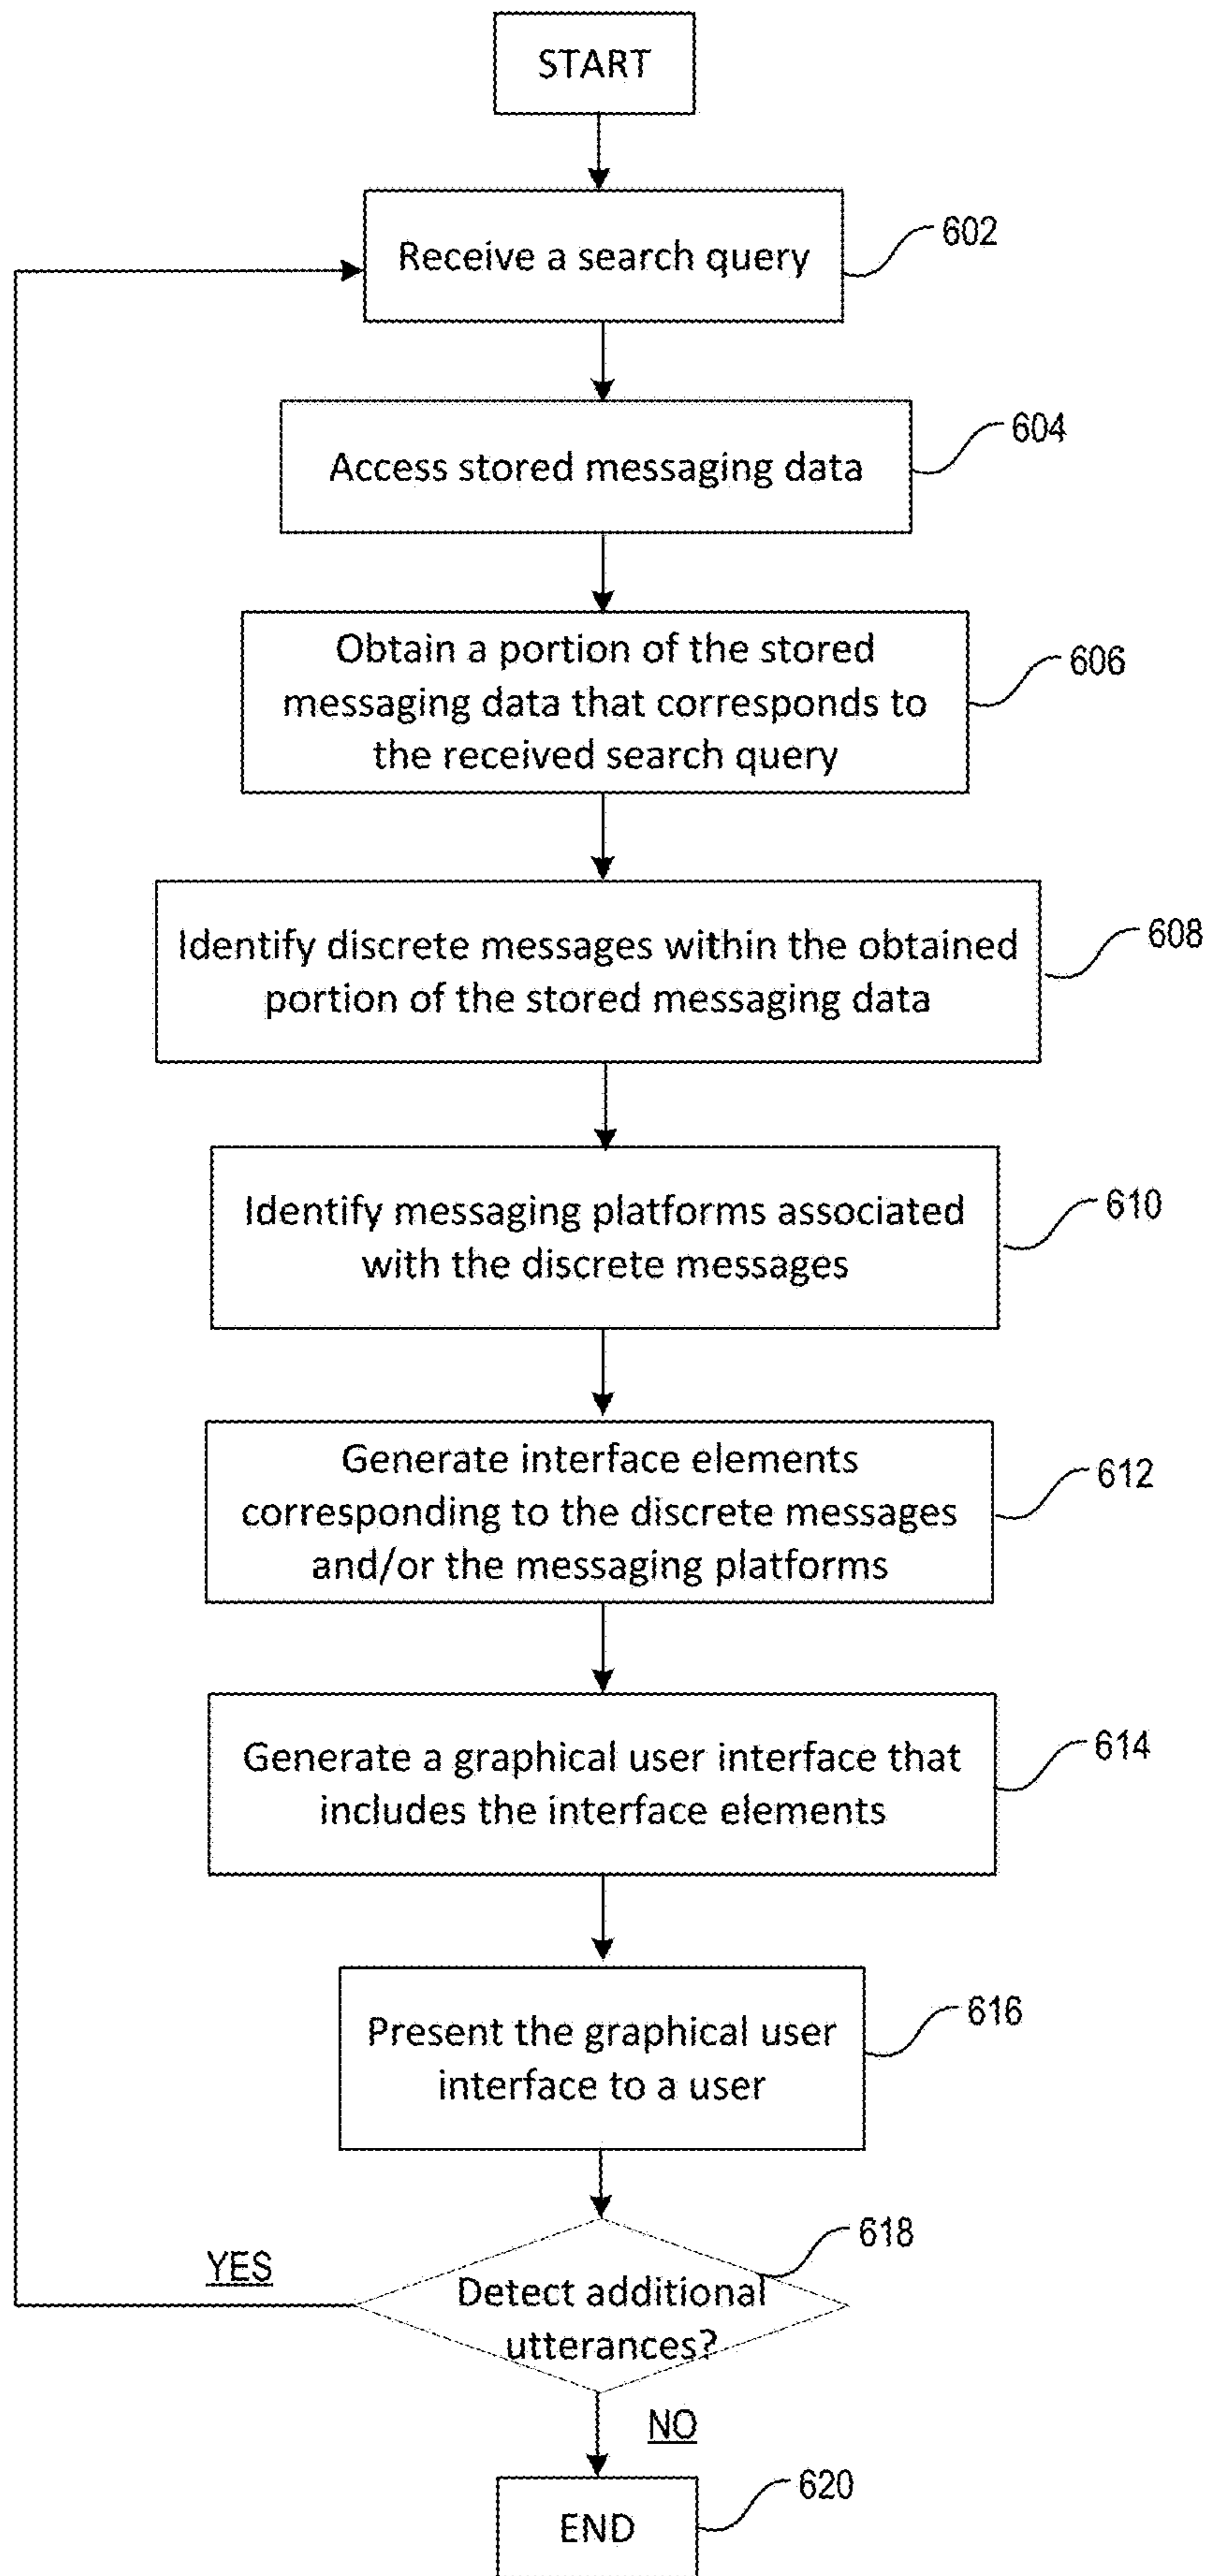 START
Receive a search query
602
Access stored messaging data
604
Obtain a portion of the stored
messaging data that corresponds to
the received search query
606
Identify discrete messages within the obtained
portion of the stored messaging data
608
Identify messaging platforms associated
with the discrete messages
610
Generate interface elements
corresponding to the discrete messages
and/or the messaging platforms
612
Generate a graphical user interface that
includes the interface elements
614
Present the graphical user
interface to a user
616
Detect additional
utterances?
618
YES
NO
END
620